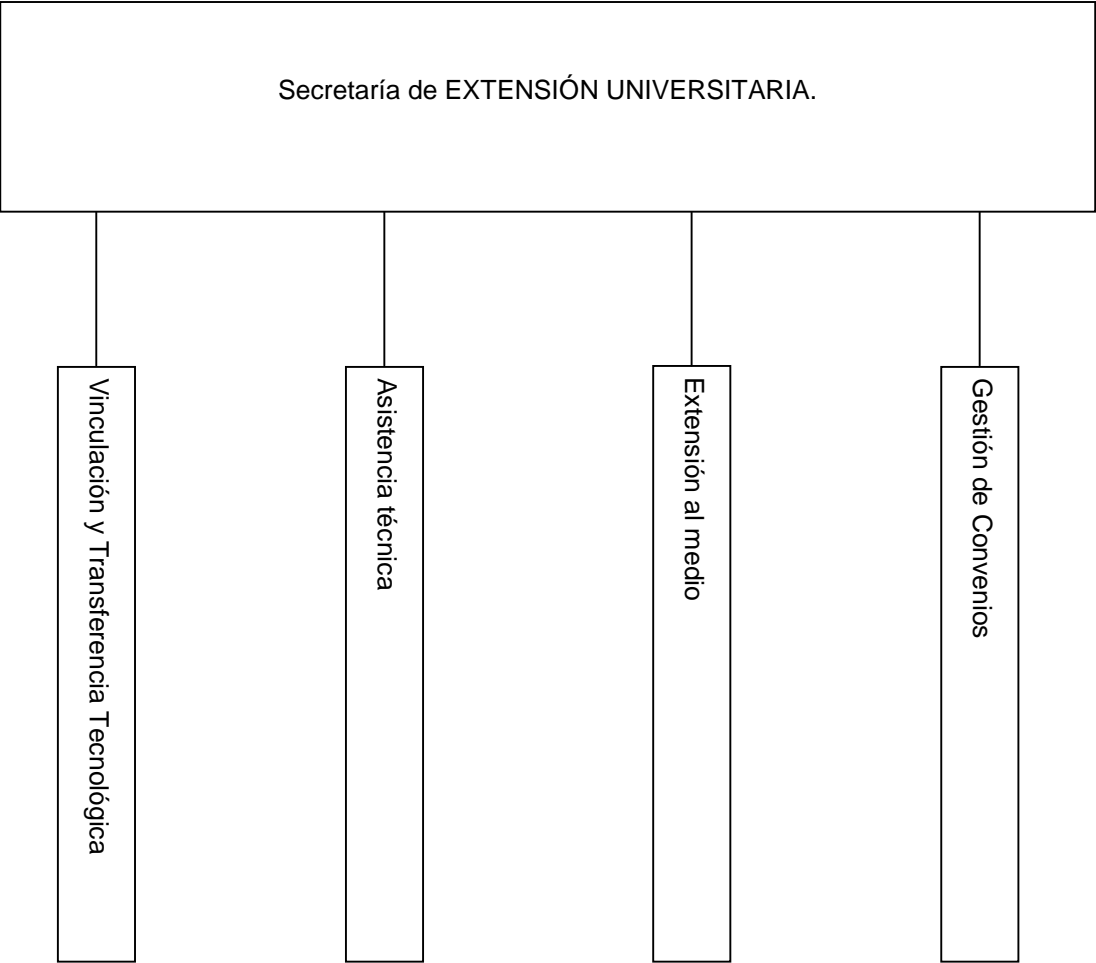 Secretaría de EXTENSIÓN UNIVERSITARIA.
Vinculación y Transferencia Tecnológica
Asistencia técnica
Extensión al medio
Gestión de Convenios